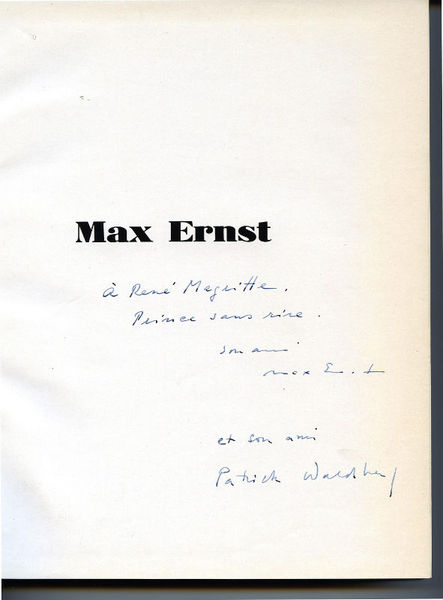 Max Ernst
à René Magritte.
Prince sans rire.
son ami
max E. t
et son ami
Patrick Waldberg